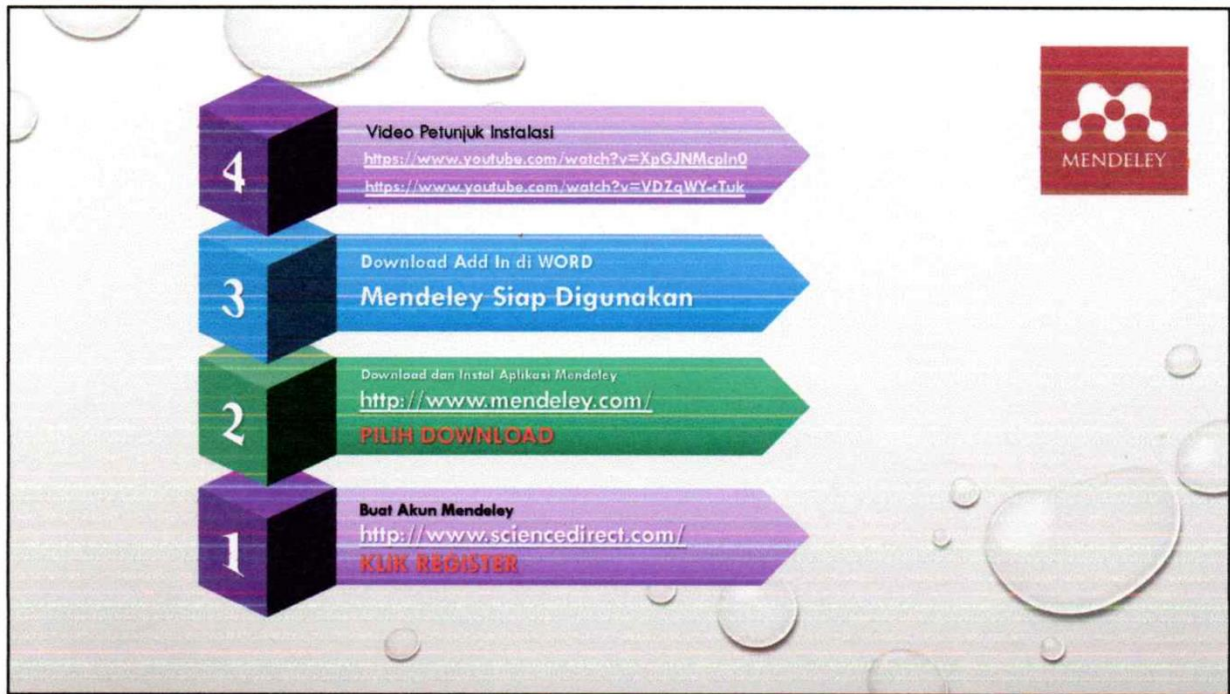 4
Video Petunjuk Instalasi
https://www.youtube.com/watch?v=XpGJNMcpln0
https://www.youtube.com/watch?v=VDZqWY-rTuk
MENDELEY
3
Download Add In di WORD
Mendeley Siap Digunakan
2
Download dan Instal Aplikasi Mendeley
http://www.mendeley.com/
PILIH DOWNLOAD
1
Buat Akun Mendeley
http://www.sciencedirect.com/
KLIK REGISTER